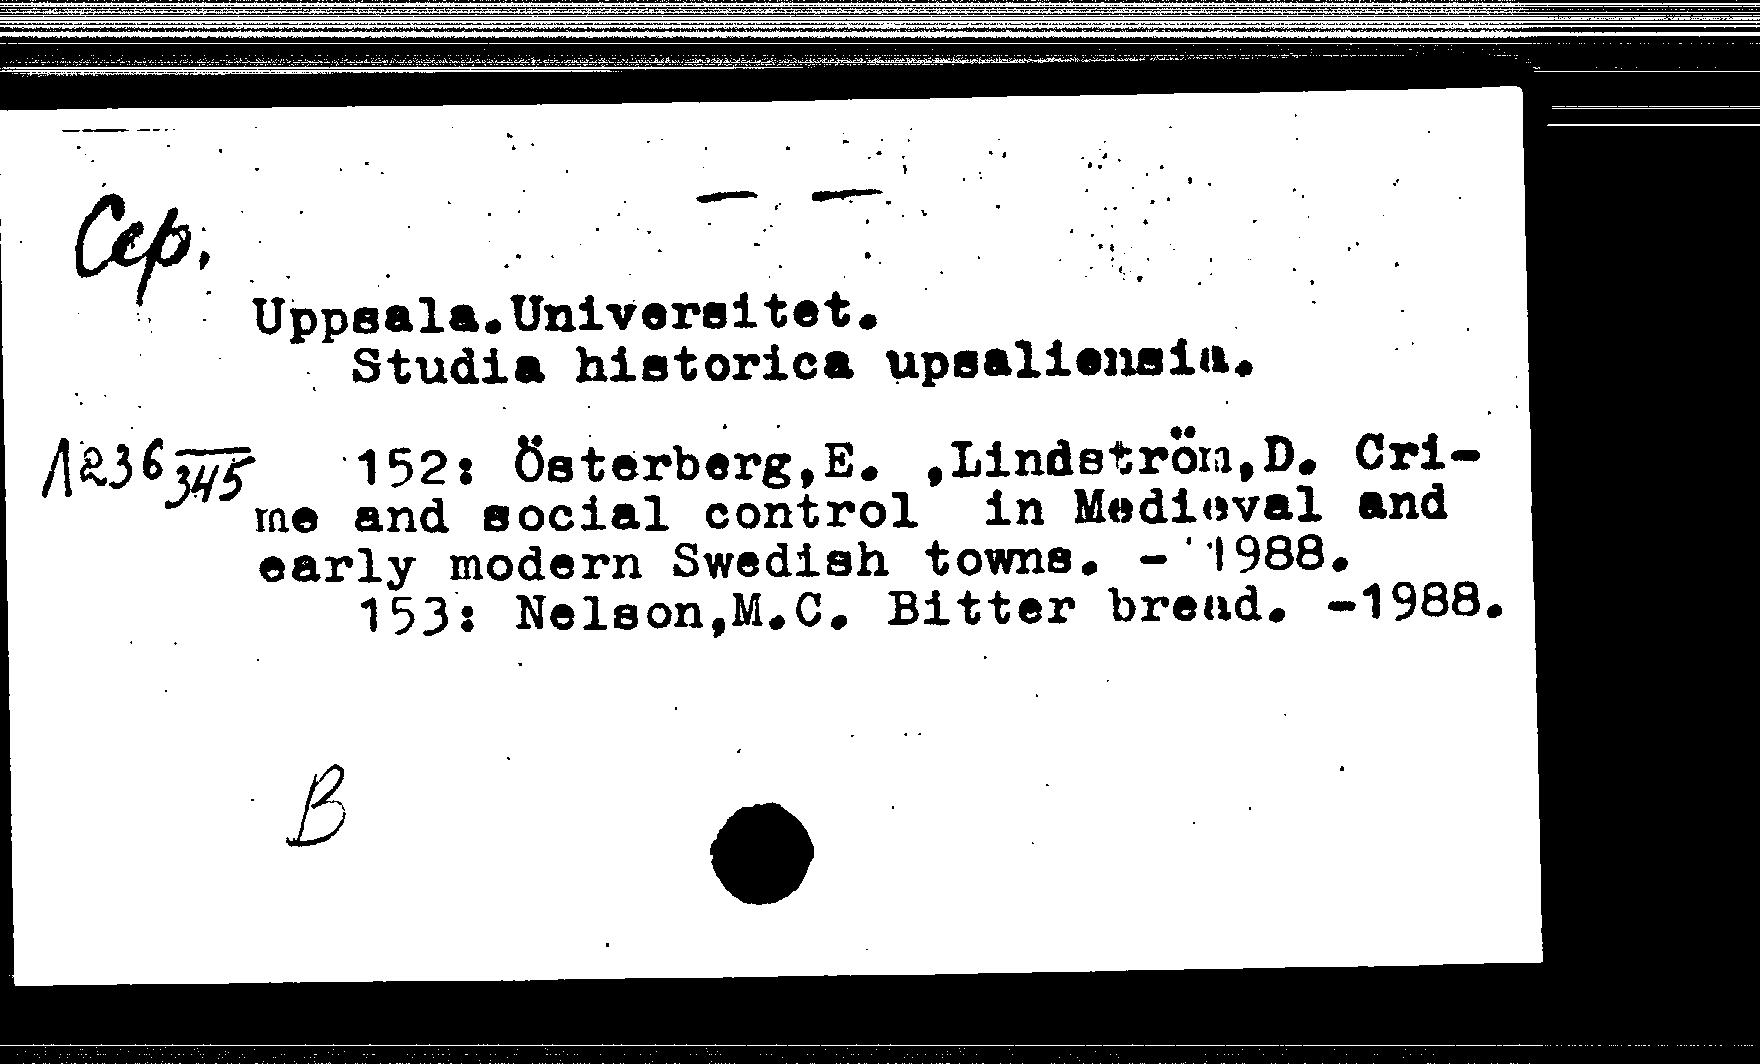 — —
Сер.
Uppsala.Universitet.
Studia historica upsaliensia.
Л236/345 152: Österberg,E. ,Lindström,D. Cri-
me and social control in Medieval and
early modern Swedish towns. - 1988.
153: Nelson,M.C. Bitter bread. -1988.
В